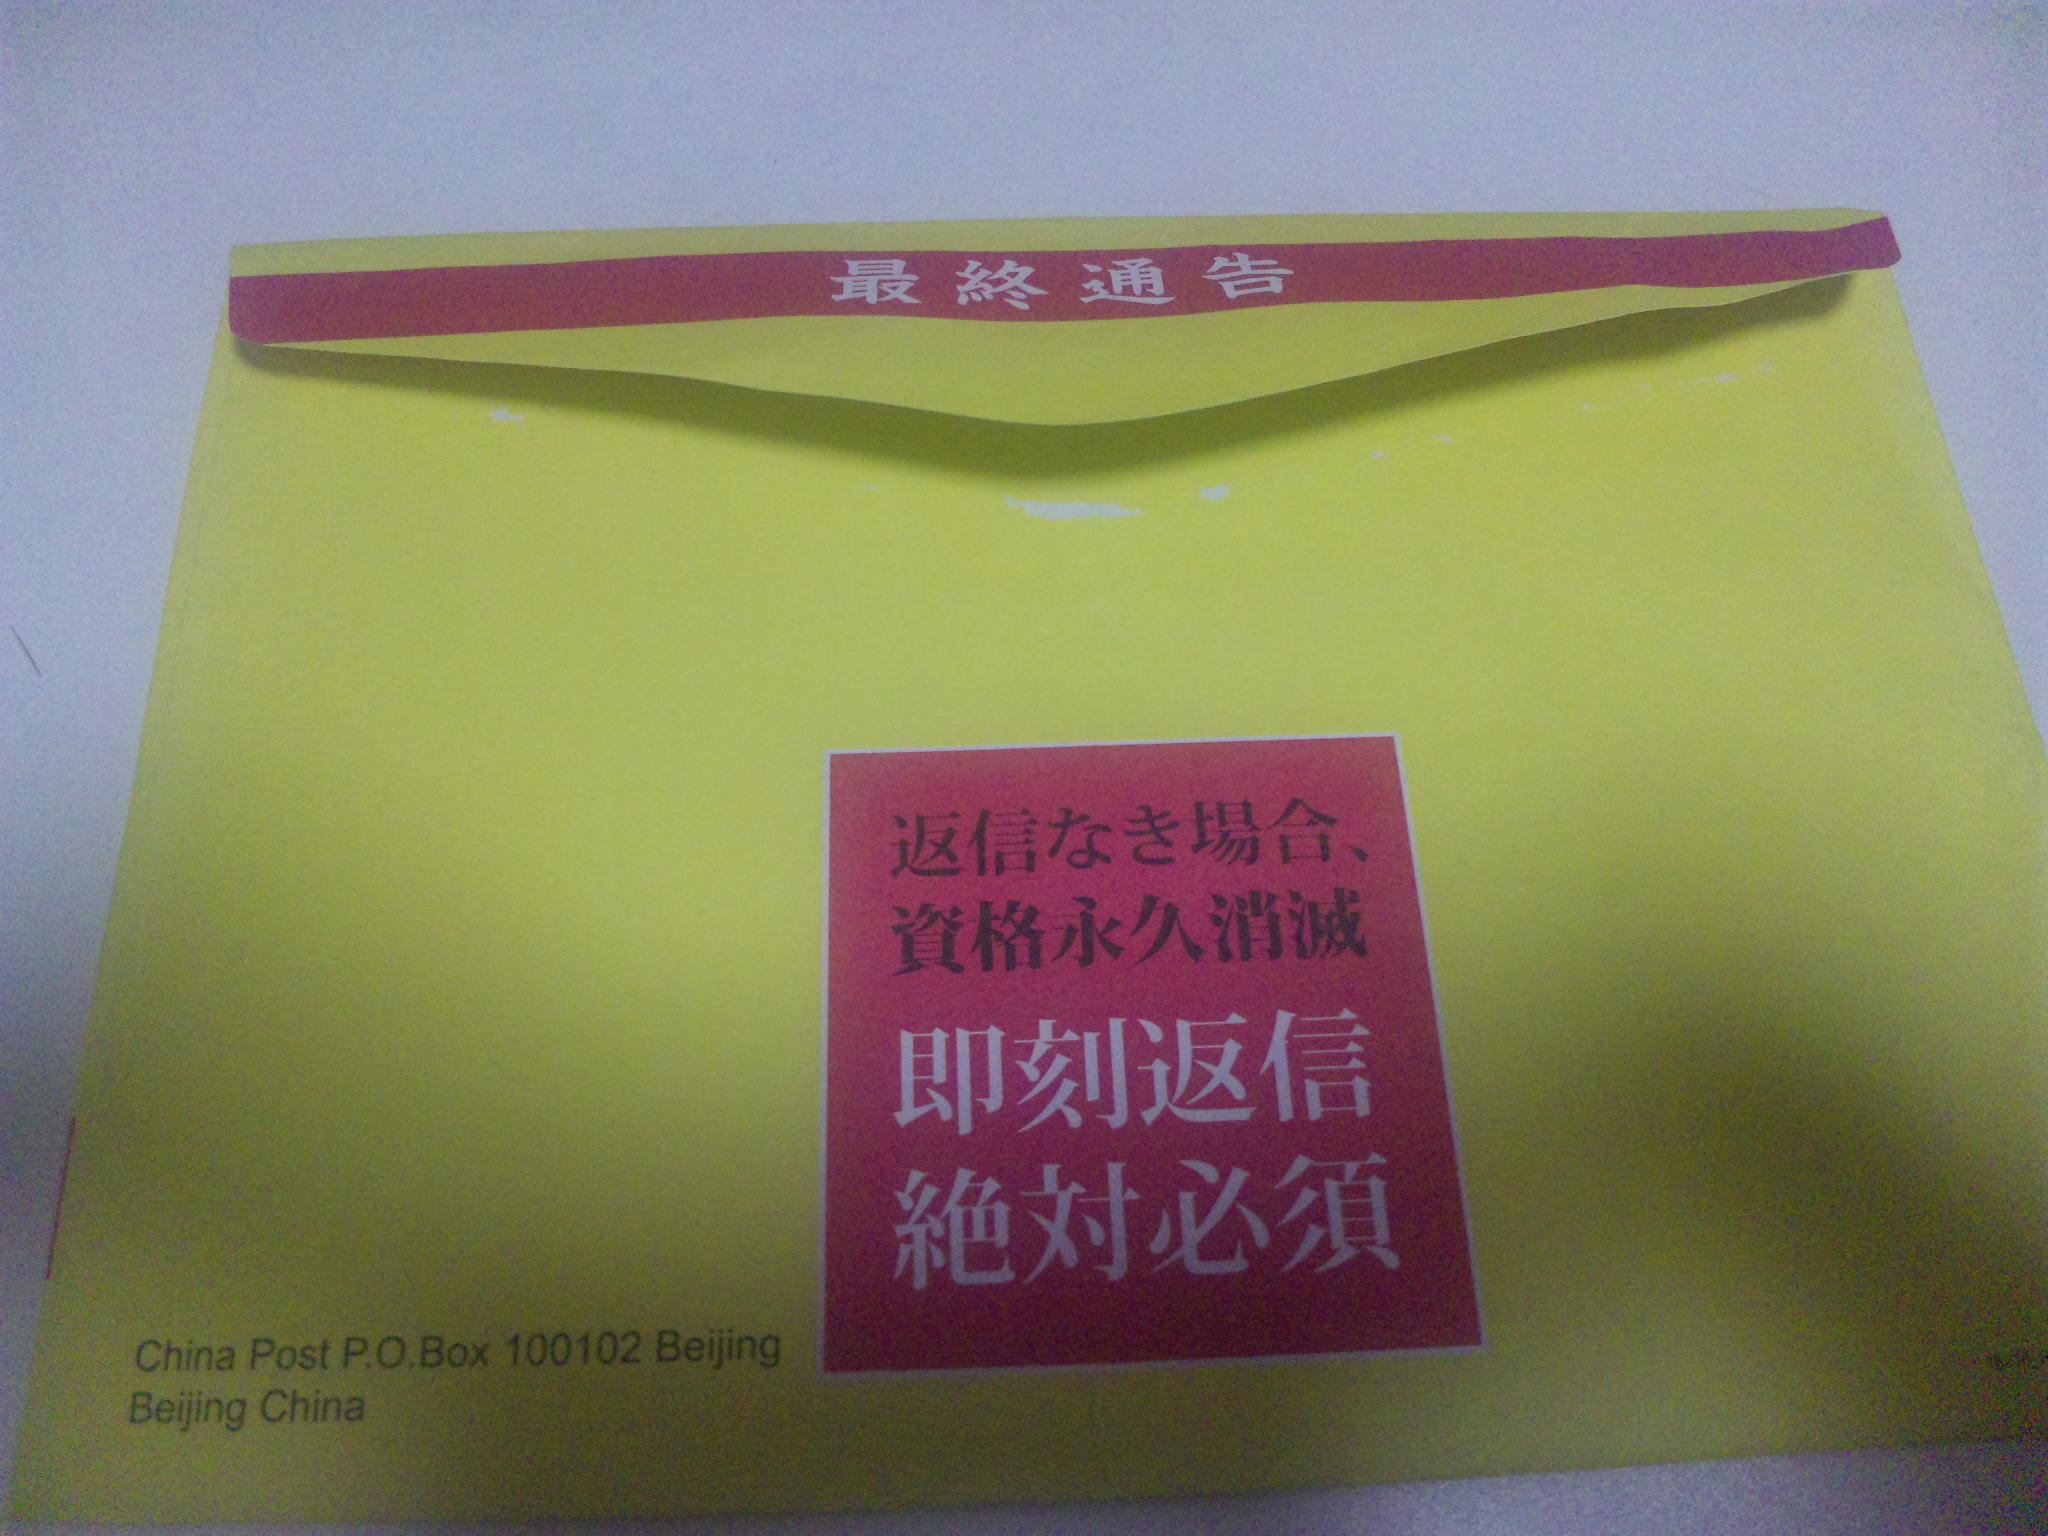 最終通告
返信なき場合、
資格永久消滅
即刻返信
絶対必須
China Post P.O.Box 100102 Beijing
Beijing China